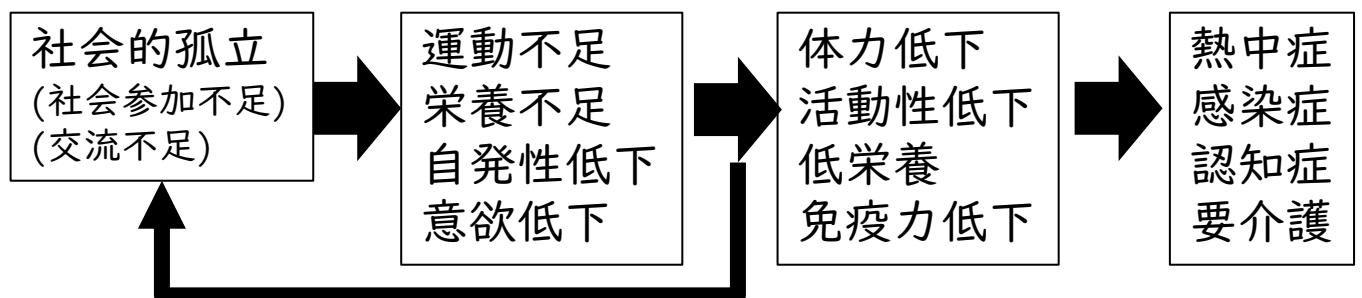 社会的孤立
(社会参加不足)
(交流不足)
運動不足
栄養不足
自発性低下
意欲低下
体力低下
活動性低下
低栄養
免疫力低下
熱中症
感染症
認知症
要介護